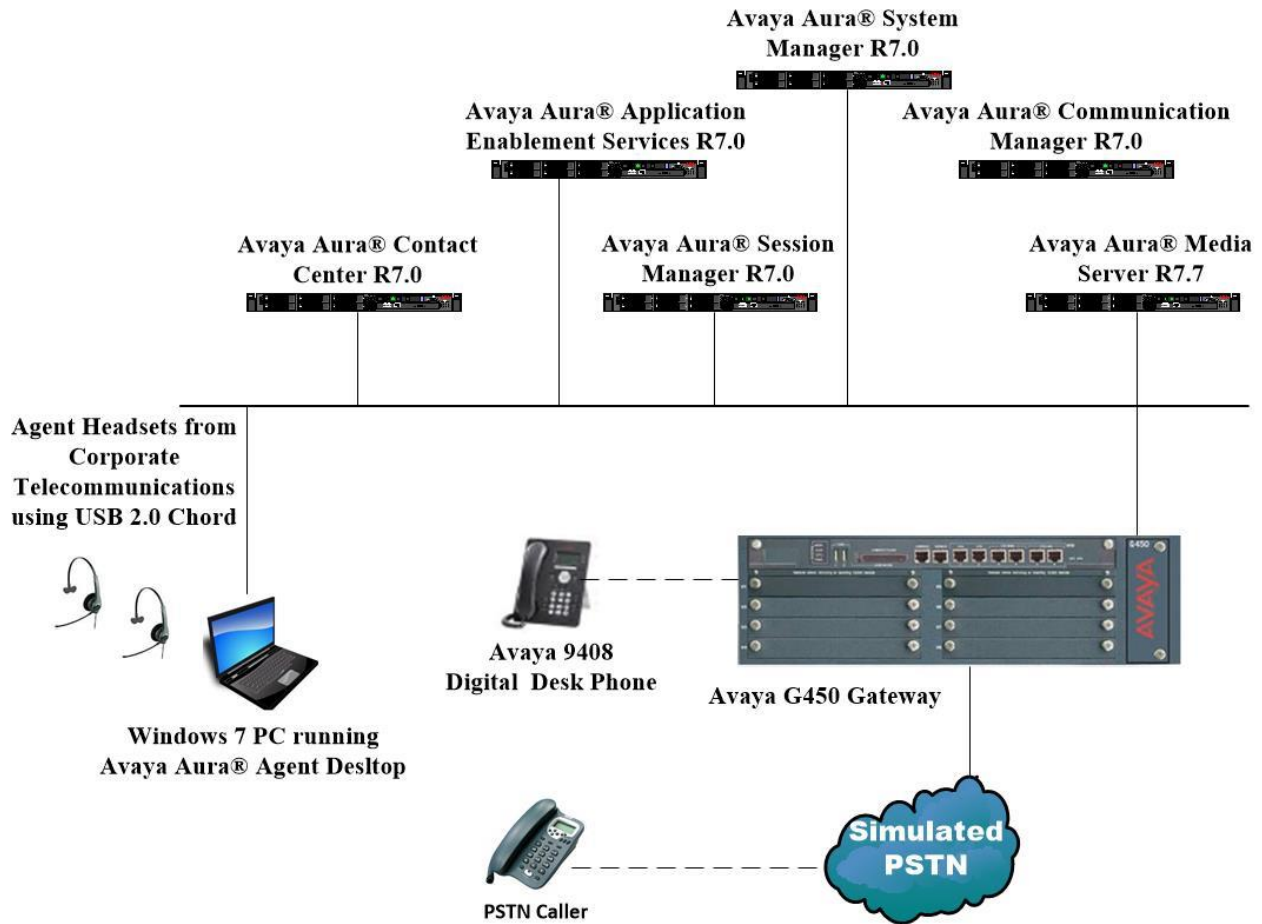 Avaya Aura® System
Manager R7.0
Avaya Aura® Application
Enablement Services R7.0
Avaya Aura® Communication
Manager R7.0
Avaya Aura® Contact
Center R7.0
Avaya Aura® Session
Manager R7.0
Avaya Aura® Media
Server R7.7
Agent Headsets from
Corporate
Telecommunications
using USB 2.0 Chord
Windows 7 PC running
Avaya Aura® Agent Desltop
Avaya 9408
Digital Desk Phone
G450
AVAYA
Avaya G450 Gateway
Simulated
PSTN
PSTN Caller